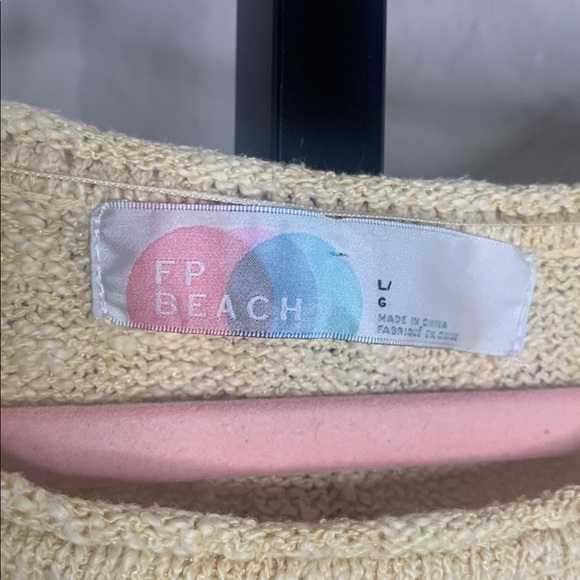 FP
BEACH
L/
G
MADE IN CHINA
FABRIQUÉ EN CHINE